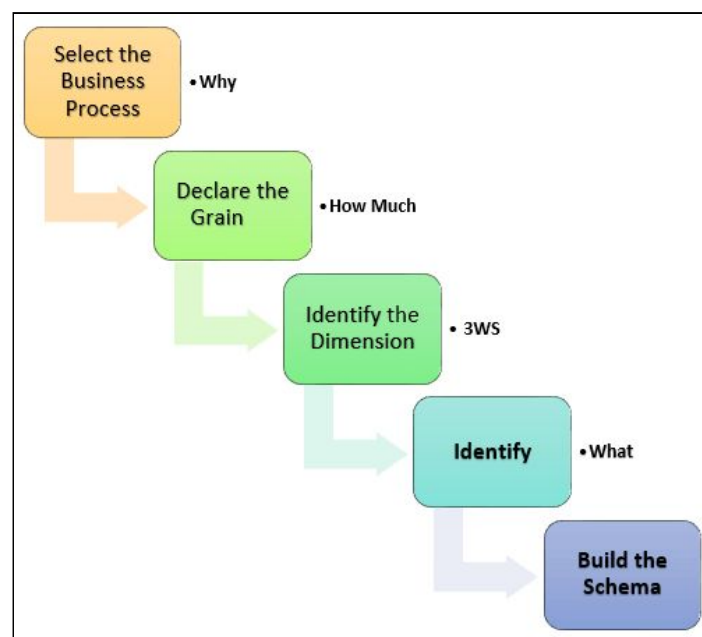 Select the
Business
Process
• Why
Declare the
Grain
• How Much
Identify the
Dimension
• 3WS
Identify
• What
Build the
Schema